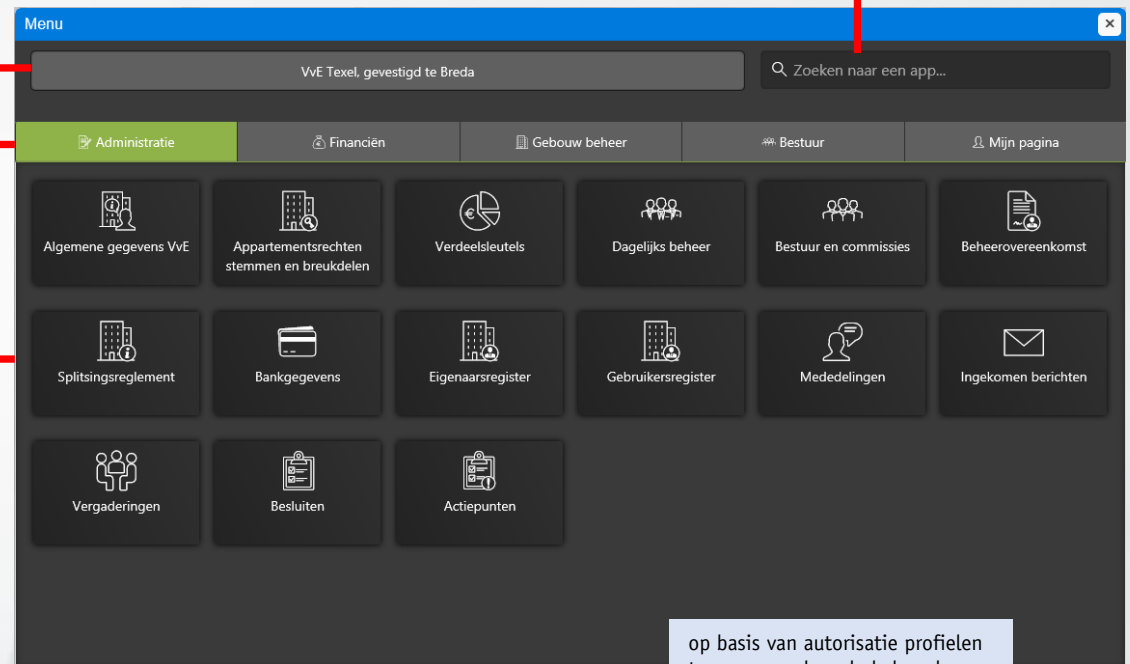 Menu
VvE Texel, gevestigd te Breda
Zoeken naar een app...
Administratie
Financiën
Gebouw beheer
Bestuur
Mijn pagina
Algemene gegevens VvE
Appartementsrechten
stemmen en breukdelen
Verdeelsleutels
Dagelijks beheer
Bestuur en commissies
Beheerovereenkomst
Splitsingsreglement
Bankgegevens
Eigenaarsregister
Gebruikersregister
Mededelingen
Ingekomen berichten
Vergaderingen
Besluiten
Actiepunten
op basis van autorisatie profielen